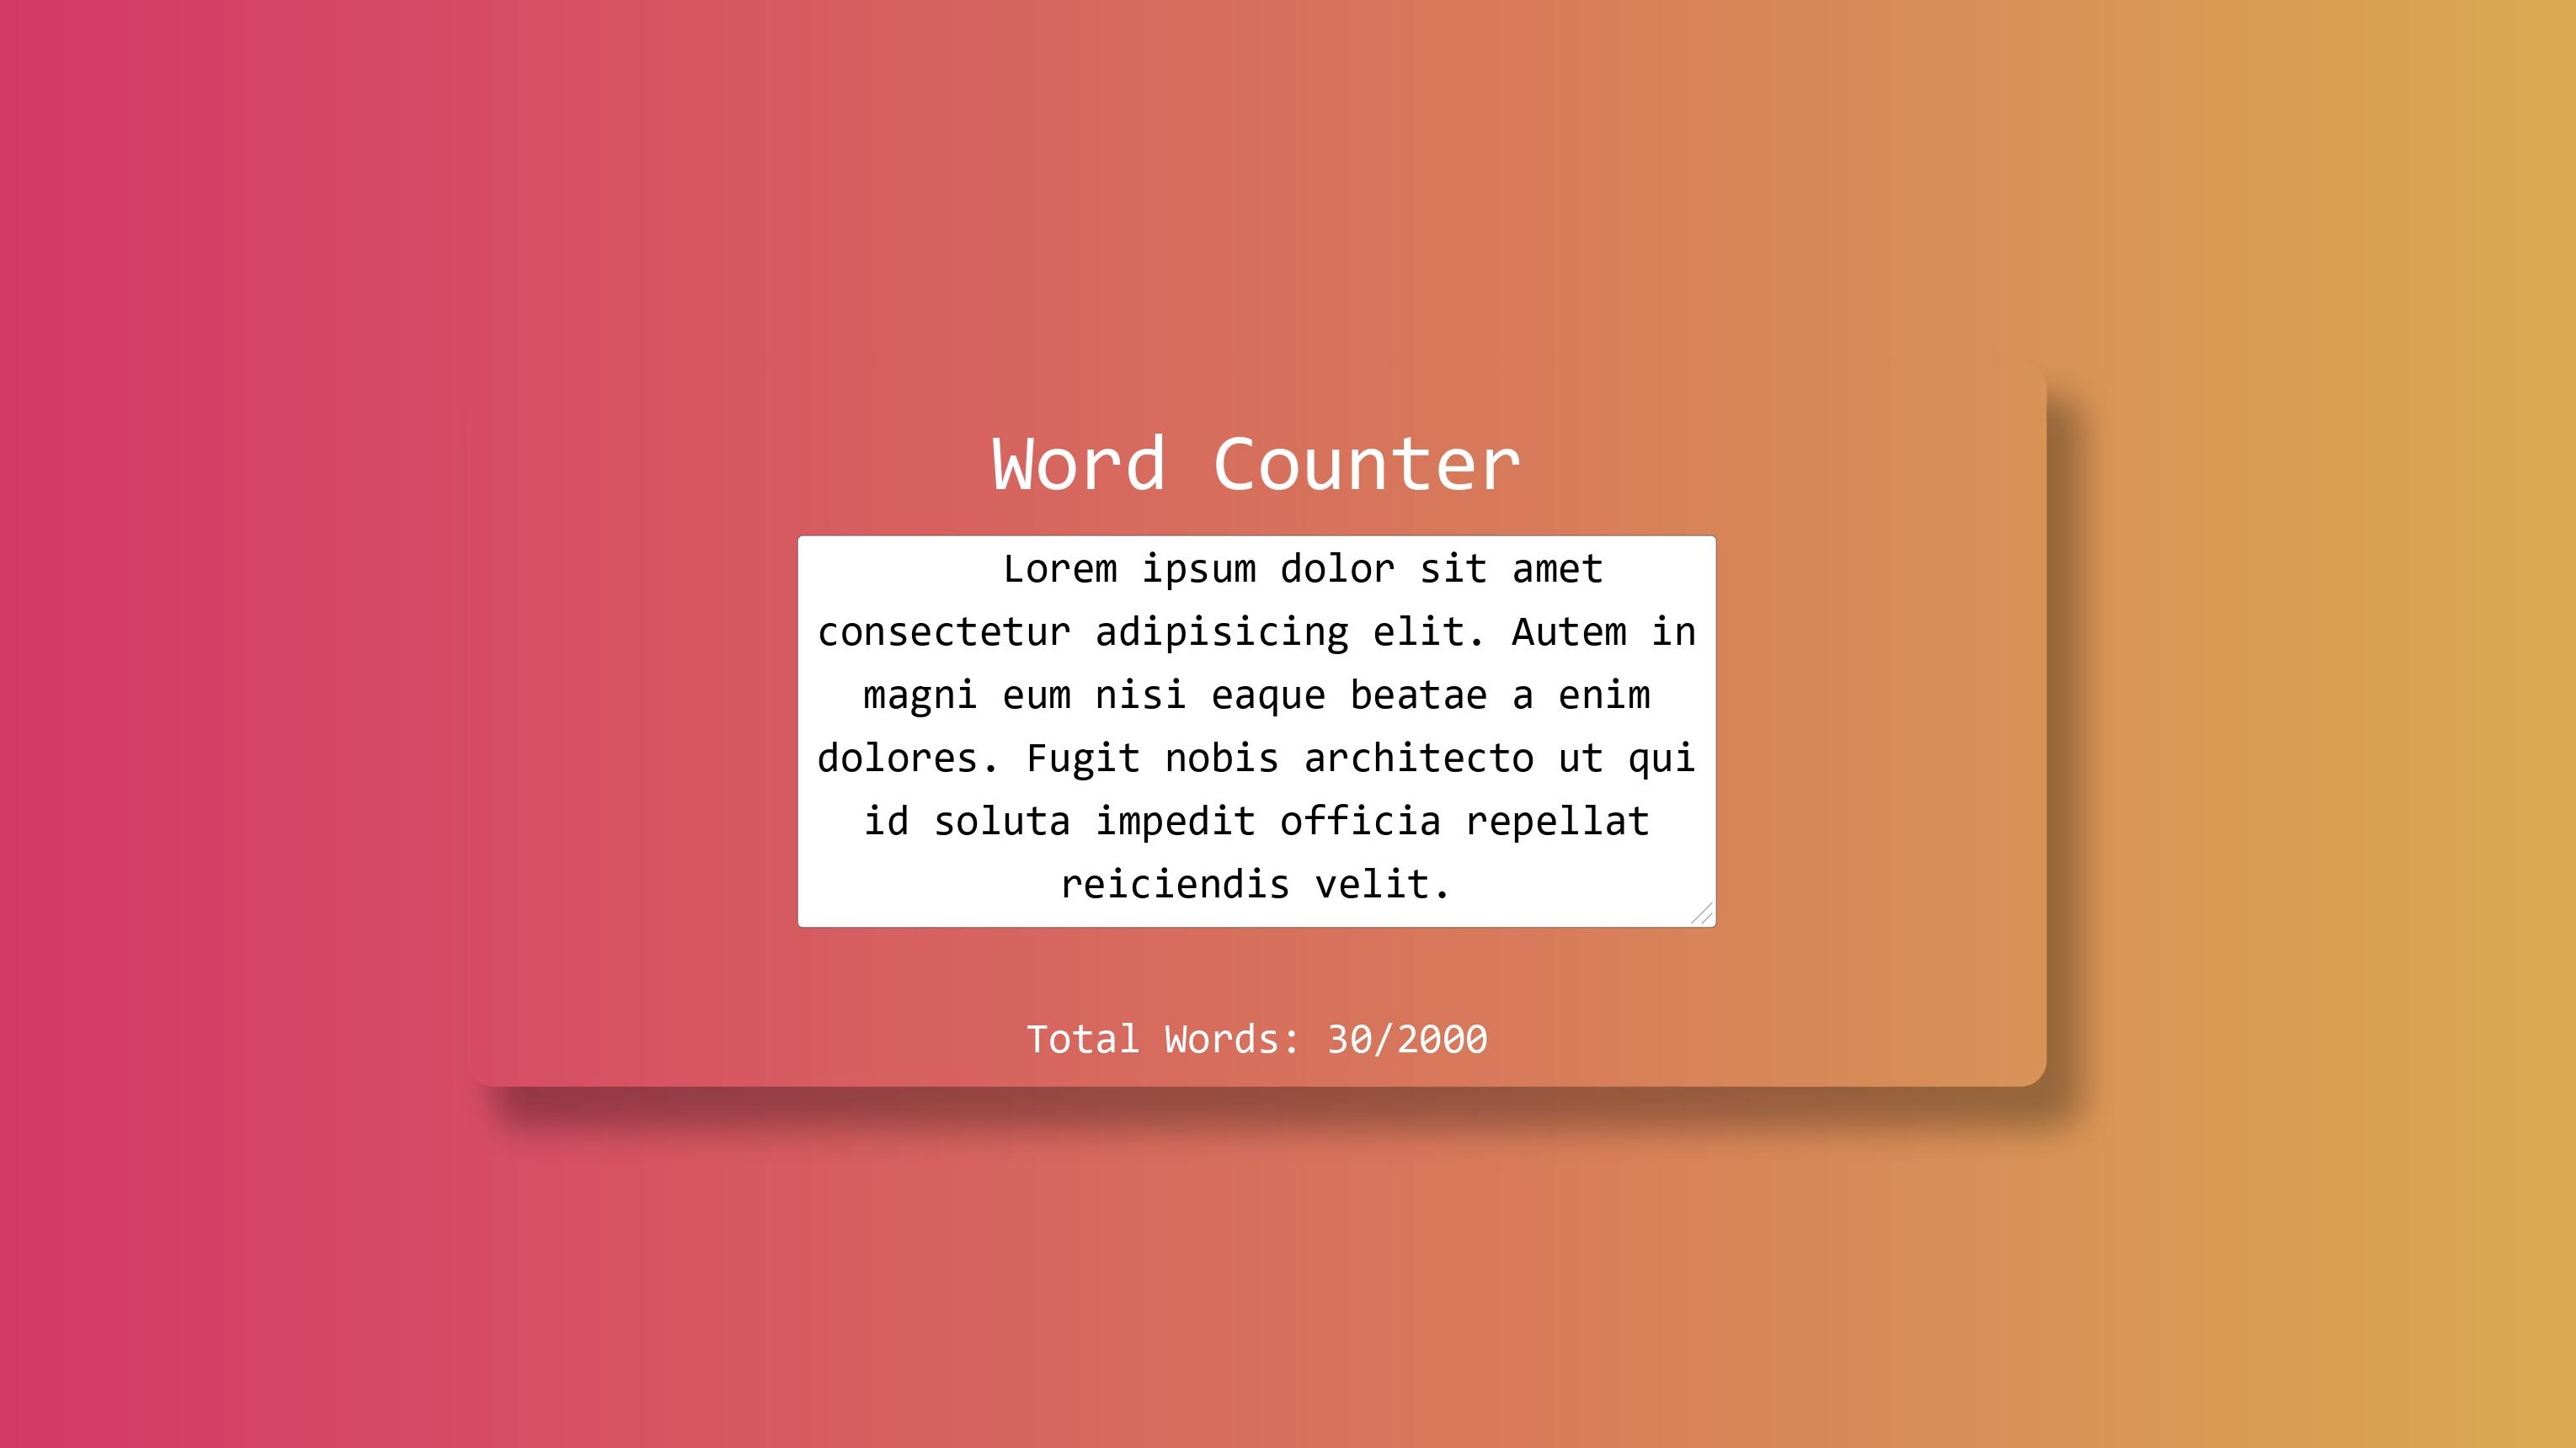 Word Counter
Lorem ipsum dolor sit amet
consectetur adipisicing elit. Autem in
magni eum nisi eaque beatae a enim
dolores. Fugit nobis architecto ut qui
id soluta impedit officia repellat
reiciendis velit.
Total Words: 30/2000